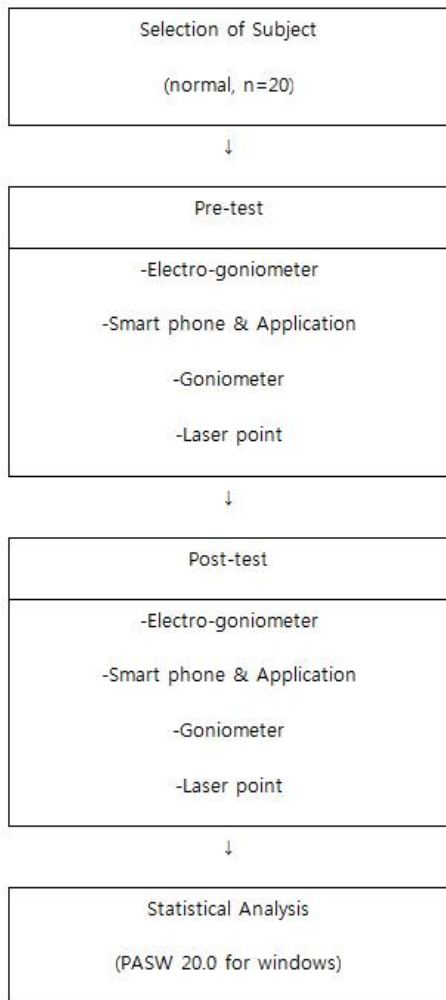 Selection of Subject
(normal, n=20)
↓
Pre-test
-Electro-goniometer
-Smart phone & Application
-Goniometer
-Laser point
↓
Post-test
-Electro-goniometer
-Smart phone & Application
-Goniometer
-Laser point
↓
Statistical Analysis
(PASW 20.0 for windows)